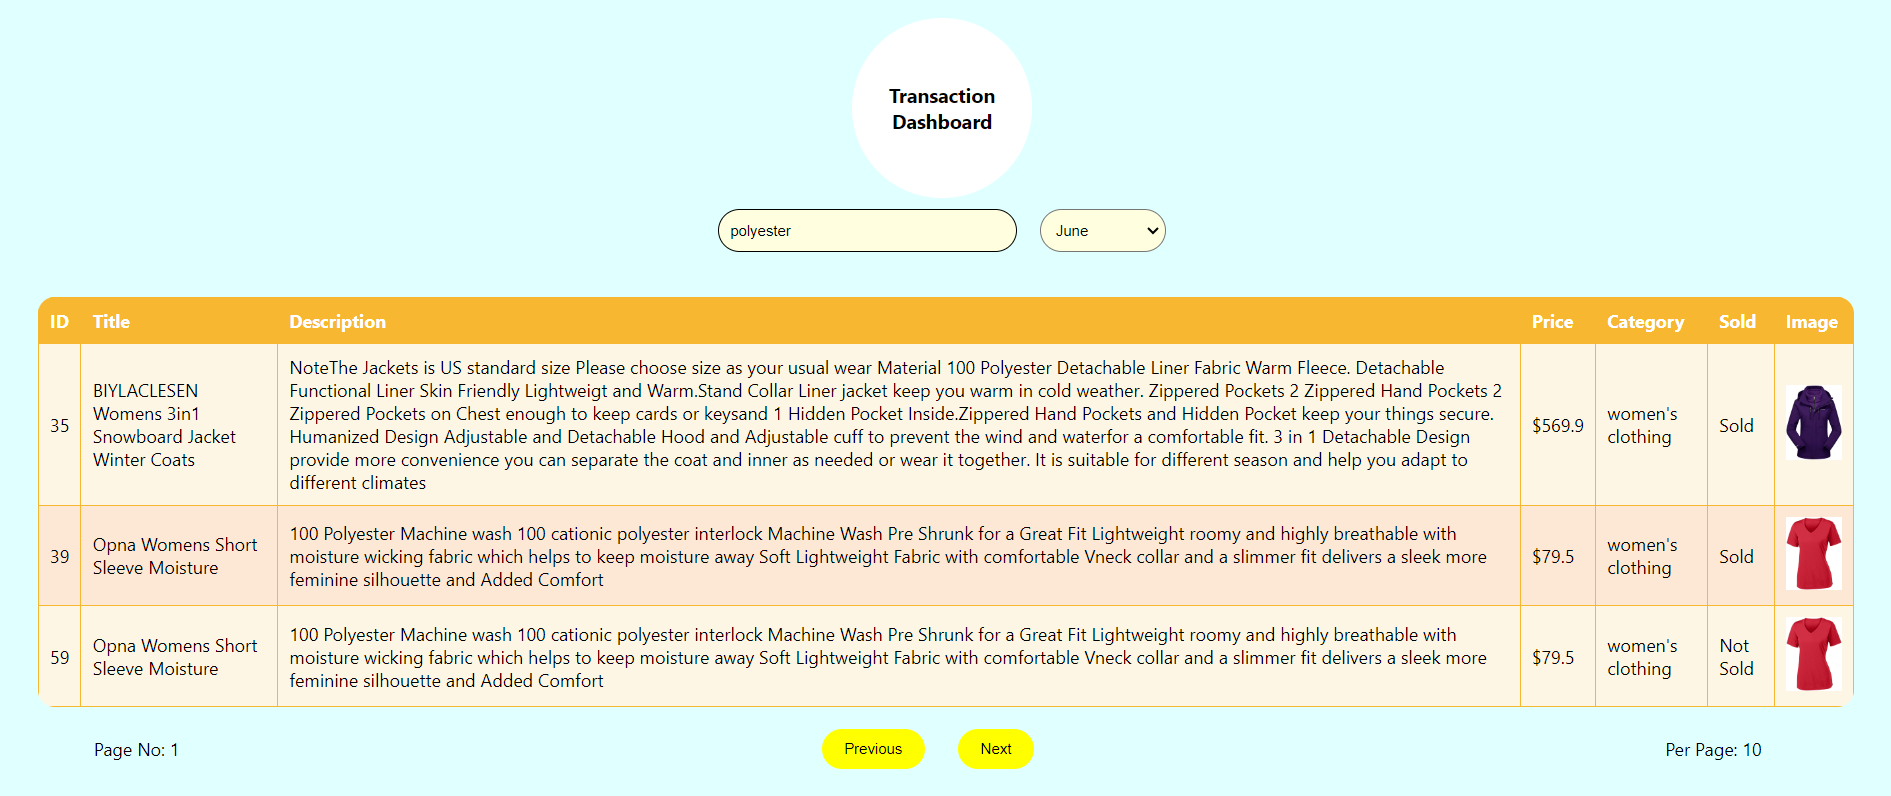 Transaction
Dashboard
polyester
June
ID Title Description Price Category Sold Image
35
BIYLACLESEN
Womens 3in1
Snowboard Jacket
Winter Coats
NoteThe Jackets is US standard size Please choose size as your usual wear Material 100 Polyester Detachable Liner Fabric Warm Fleece. Detachable
Functional Liner Skin Friendly Lightweigt and Warm.Stand Collar Liner jacket keep you warm in cold weather. Zippered Pockets 2 Zippered Hand Pockets 2
Zippered Pockets on Chest enough to keep cards or keysand 1 Hidden Pocket Inside.Zippered Hand Pockets and Hidden Pocket keep your things secure.
Humanized Design Adjustable and Detachable Hood and Adjustable cuff to prevent the wind and waterfor a comfortable fit. 3 in 1 Detachable Design
provide more convenience you can separate the coat and inner as needed or wear it together. It is suitable for different season and help you adapt to
different climates
$569.9
women's
clothing
Sold
39
Opna Womens Short
Sleeve Moisture
100 Polyester Machine wash 100 cationic polyester interlock Machine Wash Pre Shrunk for a Great Fit Lightweight roomy and highly breathable with
moisture wicking fabric which helps to keep moisture away Soft Lightweight Fabric with comfortable Vneck collar and a slimmer fit delivers a sleek more
feminine silhouette and Added Comfort
$79.5
women's
clothing
Sold
59
Opna Womens Short
Sleeve Moisture
100 Polyester Machine wash 100 cationic polyester interlock Machine Wash Pre Shrunk for a Great Fit Lightweight roomy and highly breathable with
moisture wicking fabric which helps to keep moisture away Soft Lightweight Fabric with comfortable Vneck collar and a slimmer fit delivers a sleek more
feminine silhouette and Added Comfort
$79.5
women's
clothing
Not
Sold
Page No: 1
Previous
Next
Per Page: 10